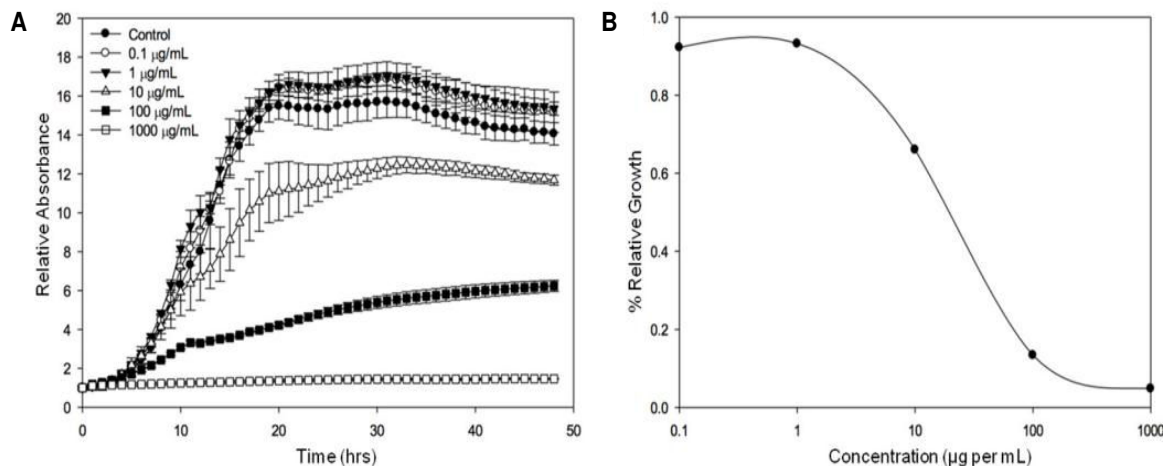 A
20
18
16
14
12
10
8
6
4
2
0
Relative Absorbance
Control
0.1 μg/mL
1 μg/mL
10 μg/mL
100 μg/mL
1000 μg/mL
0 10 20 30 40 50
Time (hrs)
B
1.0
0.8
0.6
0.4
0.2
0.0
% Relative Growth
0.1 1 10 100 1000
Concentration (μg per mL)